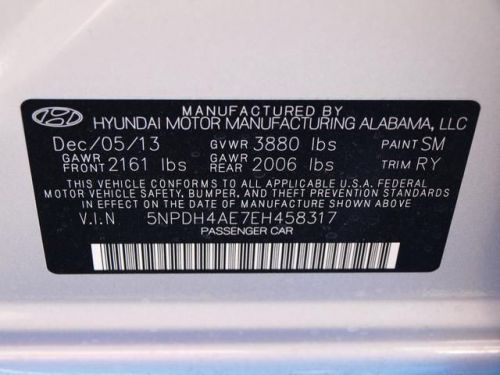 MANUFACTURED BY
HYUNDAI MOTOR MANUFACTURING ALABAMA, LLC
Dec/05/13 GVWR 3880 lbs PAINT SM
GAWR FRONT 2161 lbs GAWR REAR 2006 lbs TRIM RY
THIS VEHICLE CONFORMS TO ALL APPLICABLE U.S.A. FEDERAL
MOTOR VEHICLE SAFETY, BUMPER, AND THEFT PREVENTION STANDARDS
IN EFFECT ON THE DATE OF MANUFACTURE SHOWN ABOVE.
V.I.N 5NPDH4AE7EH458317
PASSENGER CAR